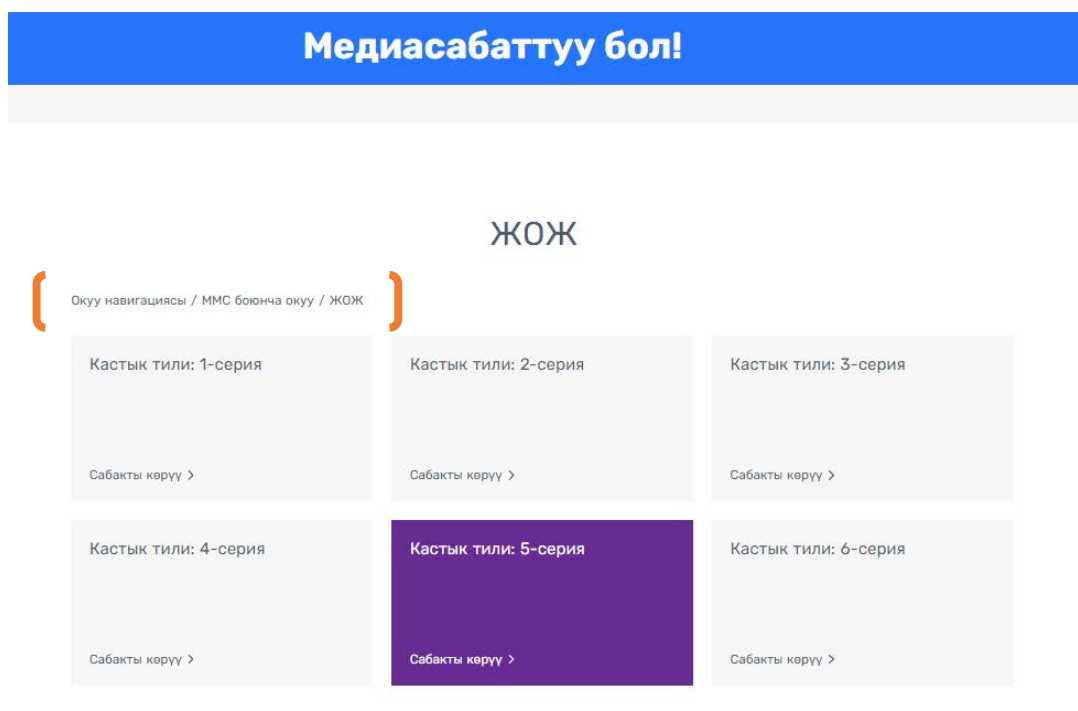 Медиасабаттуу бол!
ЖОЖ
Окуу навигациясы / ММС боюнча окуу / ЖОЖ
Кастык тили: 1-серия
Кастык тили: 2-серия
Кастык тили: 3-серия
Сабакты көрүү >
Сабакты көрүү >
Сабакты көрүү >
Кастык тили: 4-серия
Кастык тили: 5-серия
Кастык тили: 6-серия
Сабакты көрүү >
Сабакты көрүү >
Сабакты көрүү >